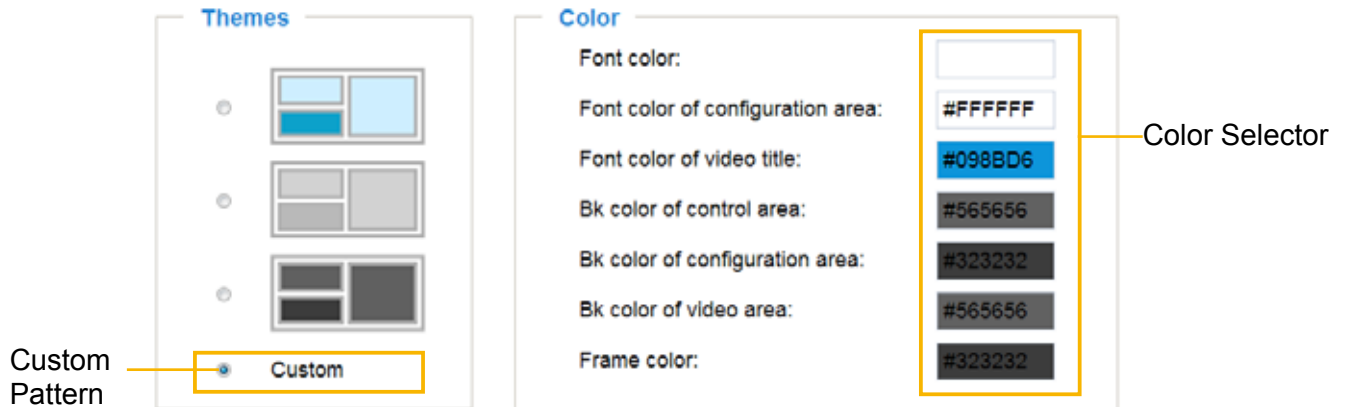 Themes
Custom
Custom
Pattern
Color
Font color:
Font color of configuration area: #FFFFFF
Font color of video title: #098BD6
Bk color of control area: #565656
Bk color of configuration area: #323232
Bk color of video area: #565656
Frame color: #323232
Color Selector